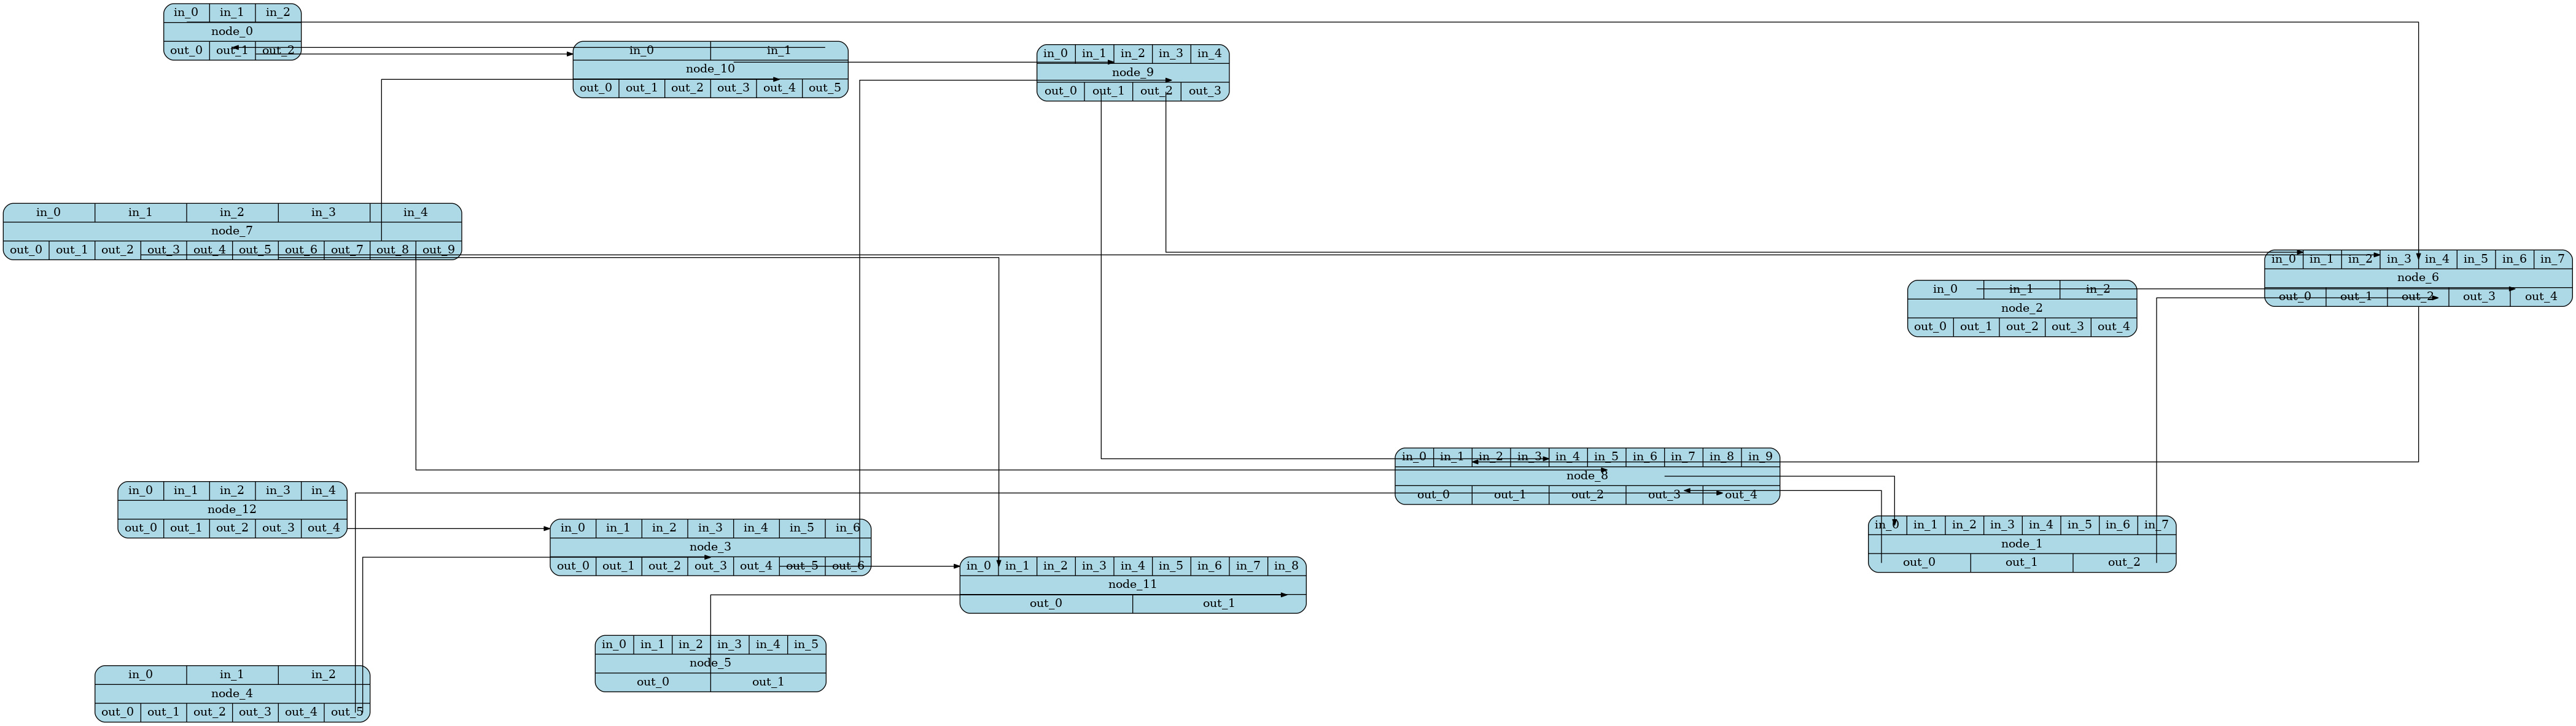 in_0 in_1 in_2
node_0
out_0 out_1 out_2
in_0 in_1
node_10
out_0 out_1 out_2 out_3 out_4 out_5
in_0 in_1 in_2 in_3 in_4
node_9
out_0 out_1 out_2 out_3
in_0 in_1 in_2 in_3 in_4
node_7
out_0 out_1 out_2 out_3 out_4 out_5 out_6 out_7 out_8 out_9
in_0 in_1 in_2 in_3 in_4 in_5 in_6 in_7
node_6
out_0 out_1 out_2 out_3 out_4
in_0 in_1 in_2
node_2
out_0 out_1 out_2 out_3 out_4
in_0 in_1 in_2 in_3 in_4 in_5 in_6 in_7 in_8 in_9
node_8
out_0 out_1 out_2 out_3 out_4
in_0 in_1 in_2 in_3 in_4
node_12
out_0 out_1 out_2 out_3 out_4
in_0 in_1 in_2 in_3 in_4 in_5 in_6
node_3
out_0 out_1 out_2 out_3 out_4 out_5 out_6
in_0 in_1 in_2 in_3 in_4 in_5 in_6 in_7
node_1
out_0 out_1 out_2
in_0 in_1 in_2 in_3 in_4 in_5 in_6 in_7 in_8
node_11
out_0 out_1
in_0 in_1 in_2 in_3 in_4 in_5
node_5
out_0 out_1
in_0 in_1 in_2
node_4
out_0 out_1 out_2 out_3 out_4 out_5